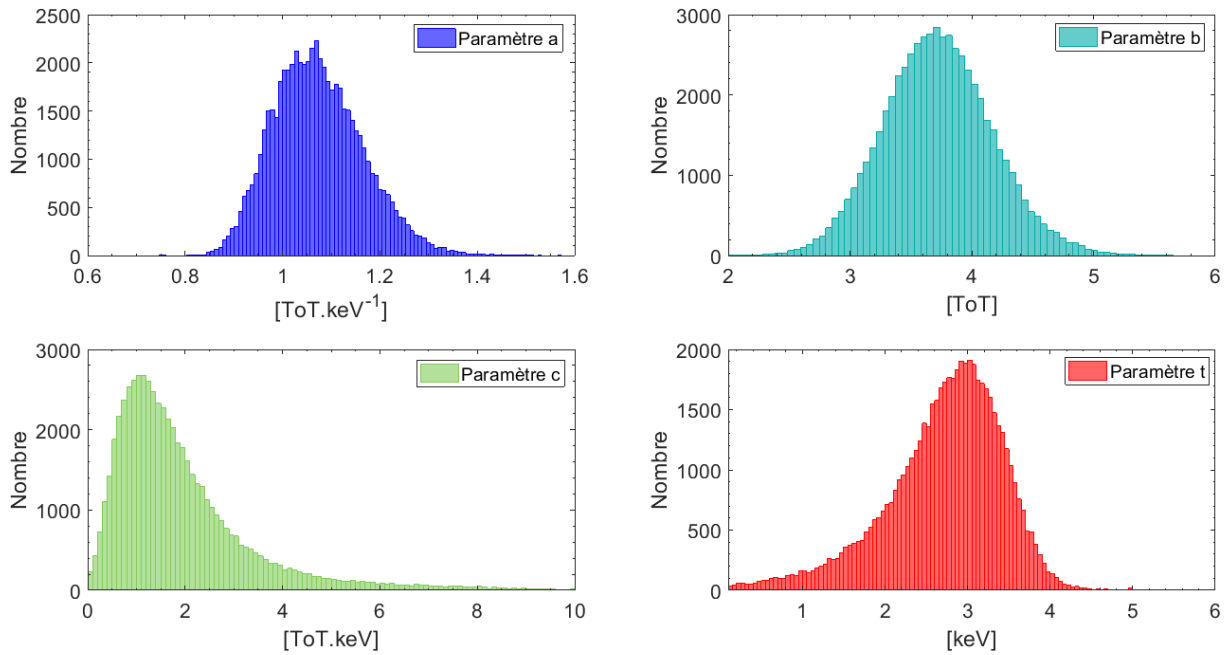 2500
2000
1500
1000
500
0
Nombre
Paramètre a
0.6 0.8 1 1.2 1.4 1.6
[ToT.keV-1]
3000
2000
1000
0
Nombre
Paramètre b
2 3 4 5 6
[ToT]
3000
2000
1000
0
Nombre
Paramètre c
0 2 4 6 8 10
[ToT.keV]
2000
1500
1000
500
0
Nombre
Paramètre t
1 2 3 4 5 6
[keV]